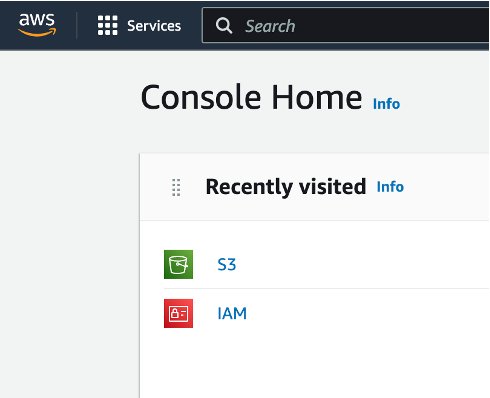 aws Services Search
Console Home Info
Recently visited Info
S3
IAM